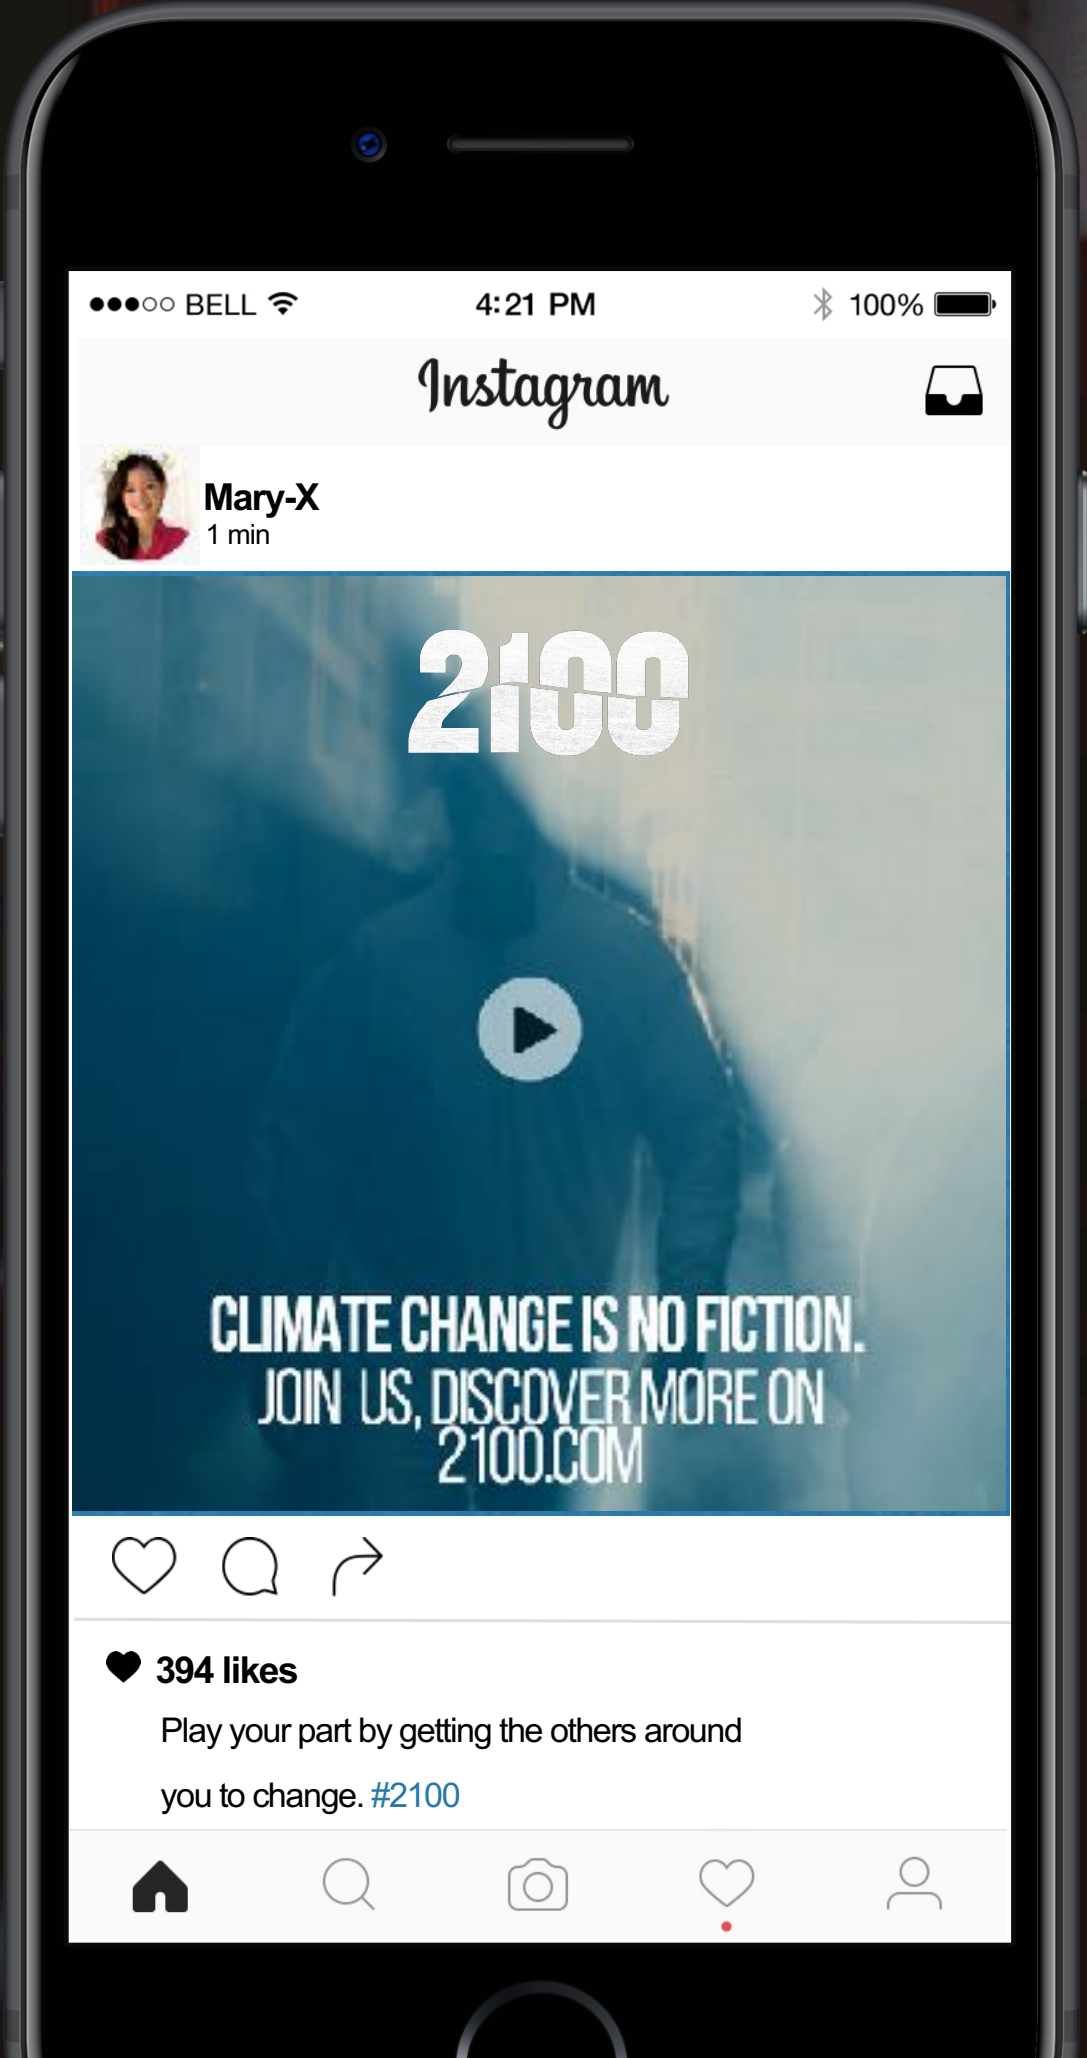 BELL 4:21 PM 100%
Instagram
Mary-X
1 min
2100
CLIMATE CHANGE IS NO FICTION.
JOIN US, DISCOVER MORE ON
2100.COM
394 likes
Play your part by getting the others around
you to change. #2100